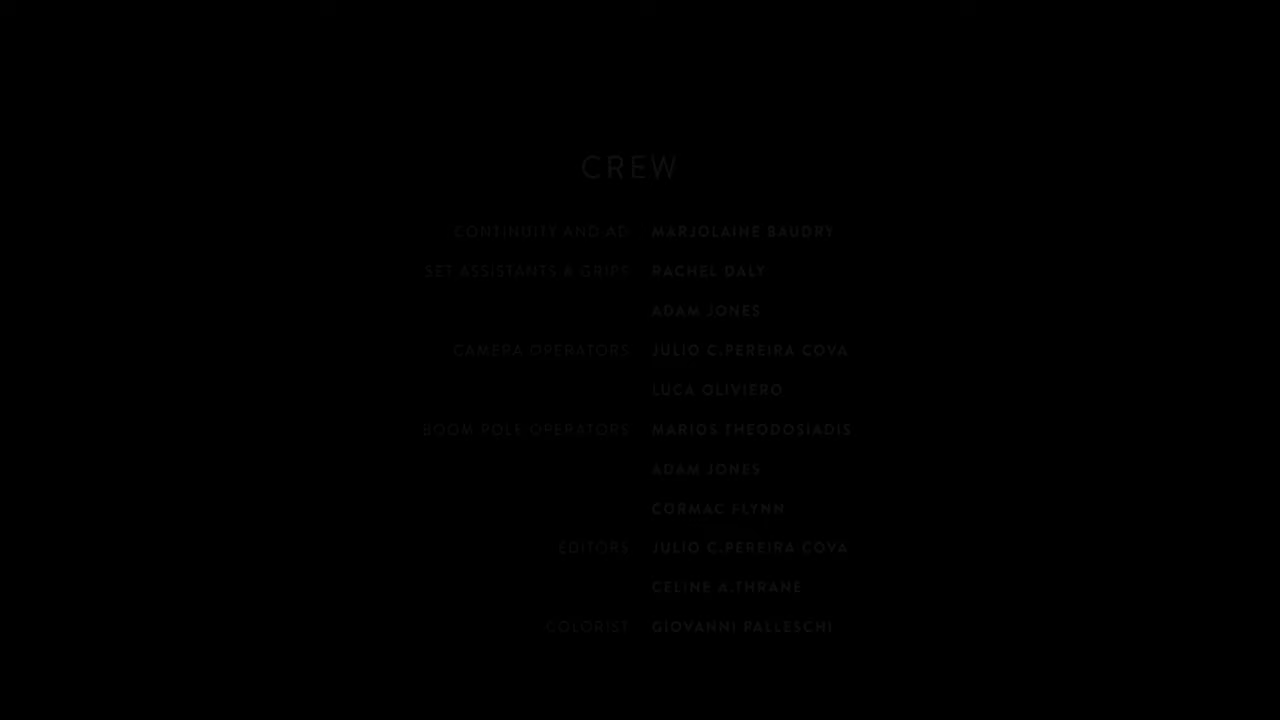 CREW
CONTINUITY AND AD MARJOLAINE BAUDRY
SET ASSISTANTS & GRIPS RACHEL DALY
ADAM JONES
CAMERA OPERATORS JULIO C.PEREIRA COVA
LUCA OLIVIERO
BOOM POLE OPERATORS MARIOS THEODOSIADIS
ADAM JONES
CORMAC FLYNN
EDITORS JULIO C.PEREIRA COVA
CELINE A.THRANE
COLORIST GIOVANNI PALLESCHI